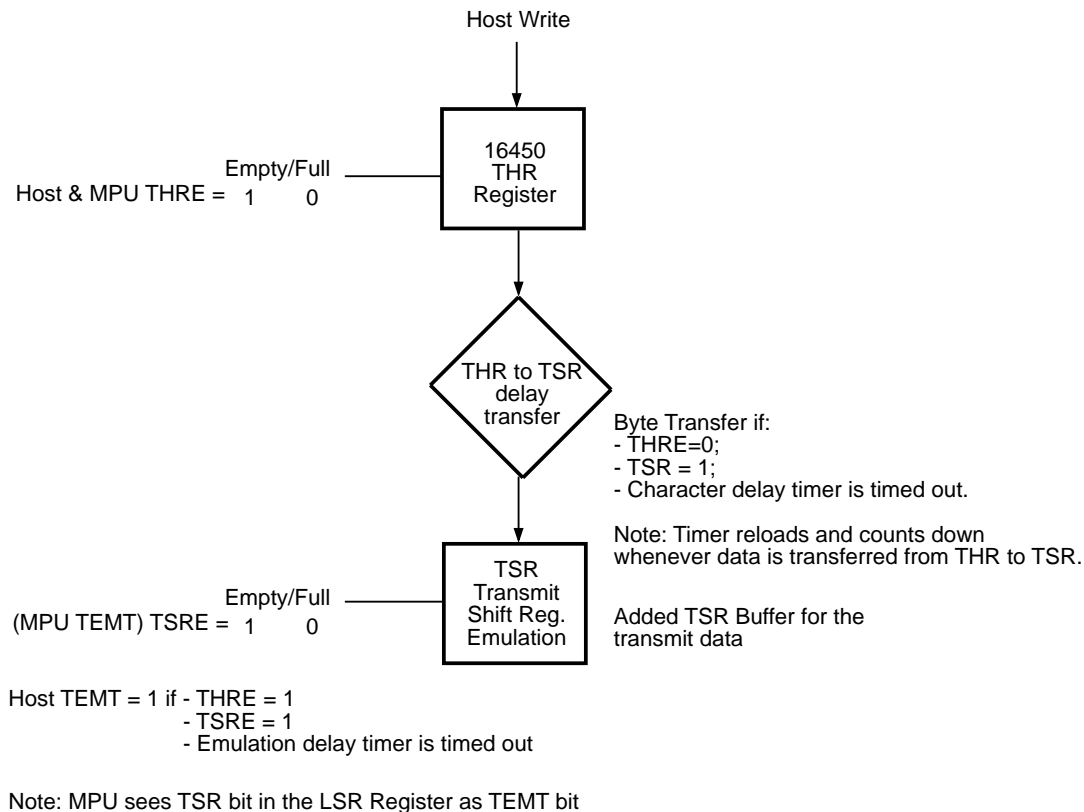 Host Write
16450
THR
Register
Empty/Full
Host & MPU THRE = 1 0
THR to TSR
delay
transfer
Byte Transfer if:
- THRE=0;
- TSR = 1;
- Character delay timer is timed out.
Note: Timer reloads and counts down
whenever data is transferred from THR to TSR.
TSR
Transmit
Shift Reg.
Emulation
Empty/Full
(MPU TEMT) TSRE = 1 0
Added TSR Buffer for the
transmit data
Host TEMT = 1 if - THRE = 1
- TSRE = 1
- Emulation delay timer is timed out
Note: MPU sees TSR bit in the LSR Register as TEMT bit